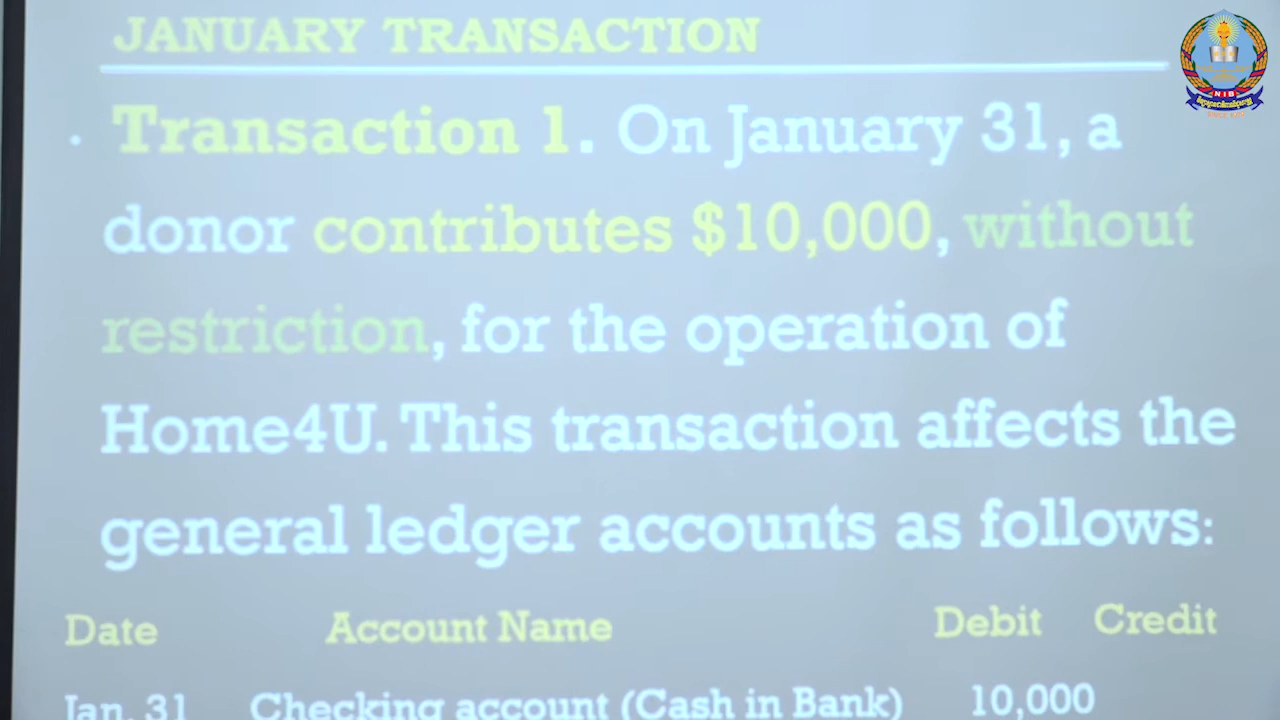 JANUARY TRANSACTION
• Transaction 1. On January 31, a
donor contributes $10,000, without
restriction, for the operation of
Home4U. This transaction affects the
general ledger accounts as follows:
Date Account Name Debit Credit
Jan. 31 Checking account (Cash in Bank) 10,000
NIB